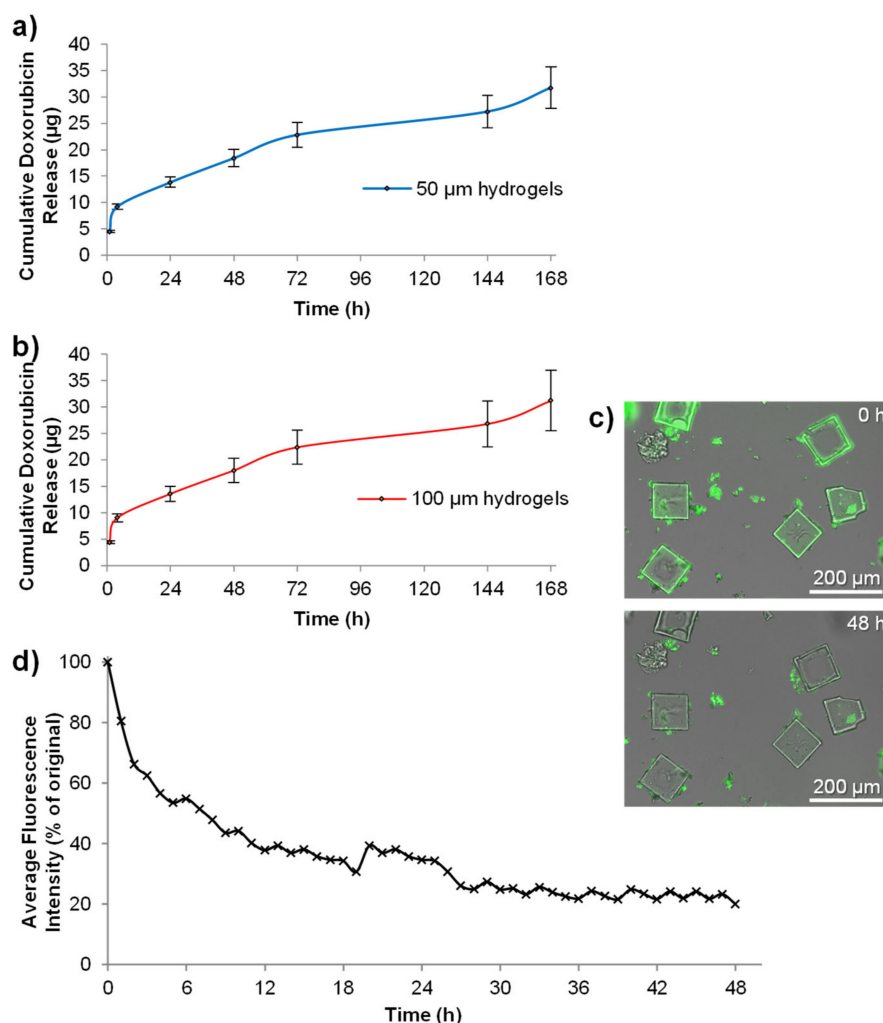 a)
Cumulative Doxorubicin
Release (µg)
40
35
30
25
20
15
10
5
0
0 24 48 72 96 120 144 168
Time (h)
50 µm hydrogels
b)
Cumulative Doxorubicin
Release (µg)
40
35
30
25
20
15
10
5
0
0 24 48 72 96 120 144 168
Time (h)
100 µm hydrogels
c)
0 h
200 µm
48 h
200 µm
d)
Average Fluorescence
Intensity (% of original)
100
80
60
40
20
0
0 6 12 18 24 30 36 42 48
Time (h)